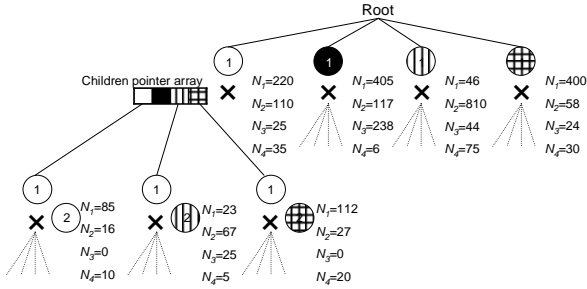 Root
1 1 1
Children pointer array
N1=220
N2=110
N3=25
N4=35
N1=405
N2=117
N3=238
N4=6
N1=46
N2=810
N3=44
N4=75
N1=400
N2=58
N3=24
N4=30
1 1 1
2
N1=85
N2=16
N3=0
N4=10
2
N1=23
N2=67
N3=25
N4=5
2
N1=112
N2=27
N3=0
N4=20